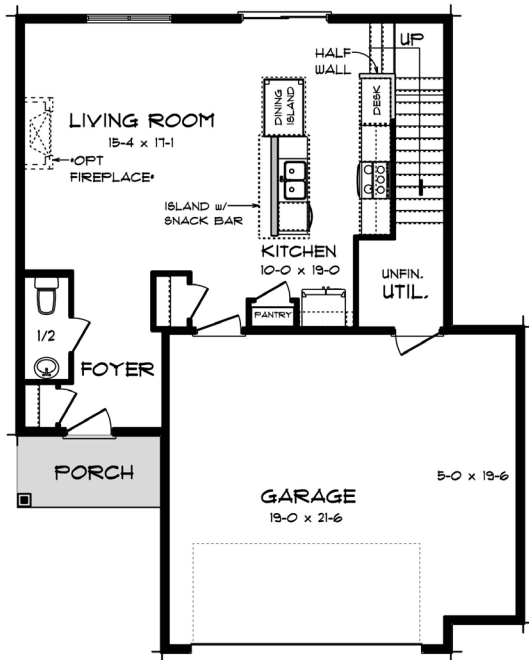 UP
HALF
WALL
DINING
ISLAND
DESK
LIVING ROOM
15-4 x 17-1
*OPT
FIREPLACE*
ISLAND w/
SNACK BAR
KITCHEN
10-0 x 19-0
UNFIN.
UTIL.
PANTRY
1/2
FOYER
PORCH
GARAGE
19-0 x 21-6
5-0 x 19-6